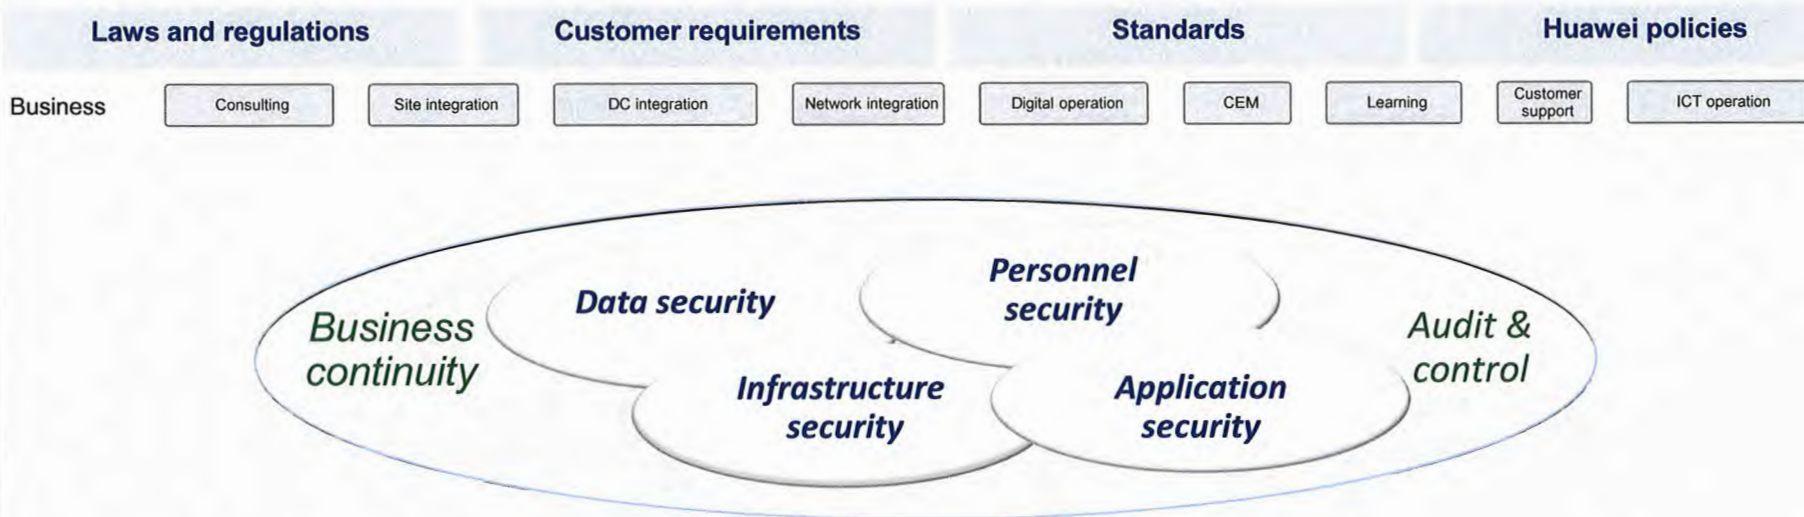 Laws and regulations
Customer requirements
Standards
Huawei policies
Business
Consulting
Site integration
DC integration
Network integration
Digital operation
CEM
Learning
Customer
support
ICT operation
Personnel
security
Data security
Business
continuity
Audit &
control
Infrastructure
security
Application
security